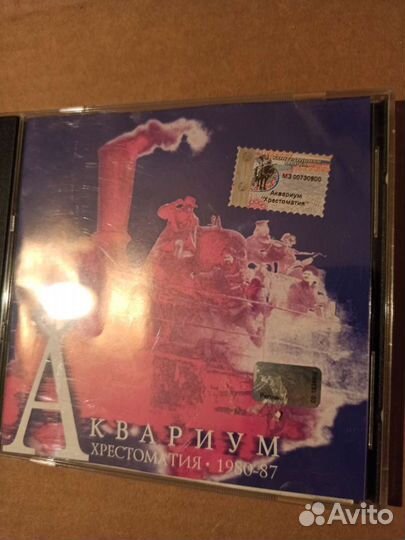 МЗ 00730800
Аквариум
"Хрестоматия"
АКВАРИУМ
ХРЕСТОМАТИЯ • 1980-87
Avito